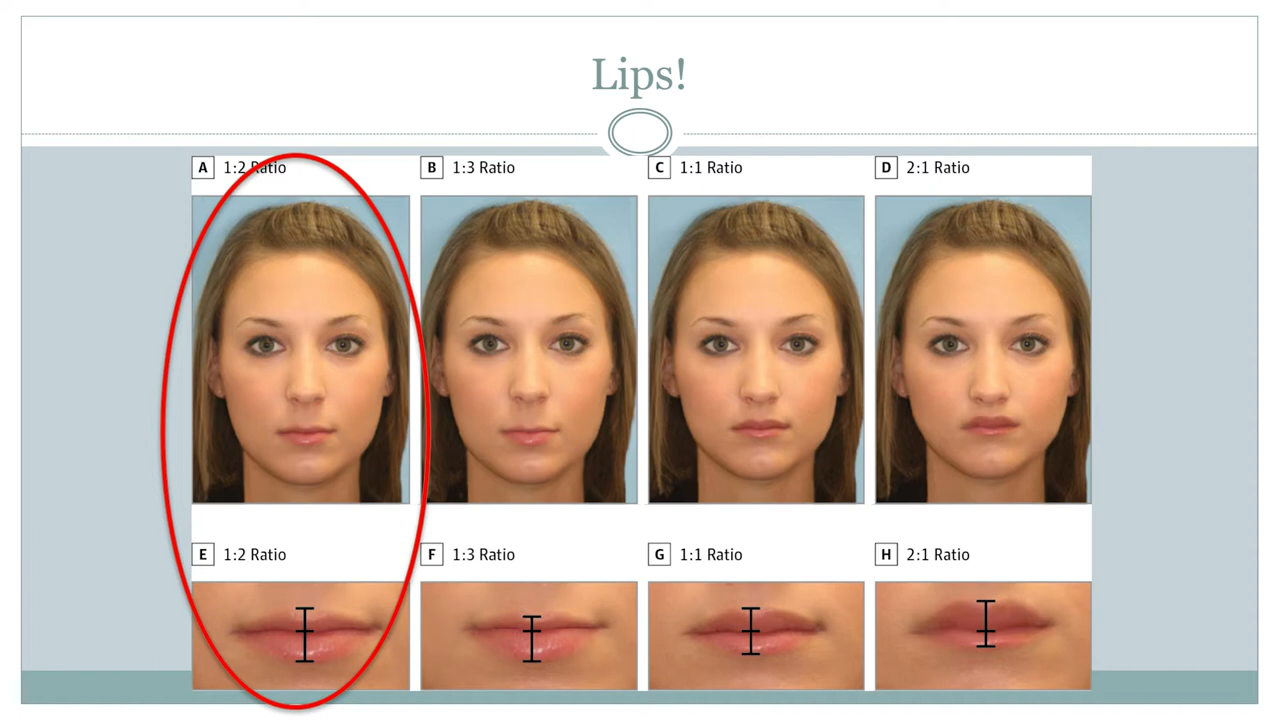 Lips!
A 1:2 Ratio
B 1:3 Ratio
C 1:1 Ratio
D 2:1 Ratio
E 1:2 Ratio
F 1:3 Ratio
G 1:1 Ratio
H 2:1 Ratio